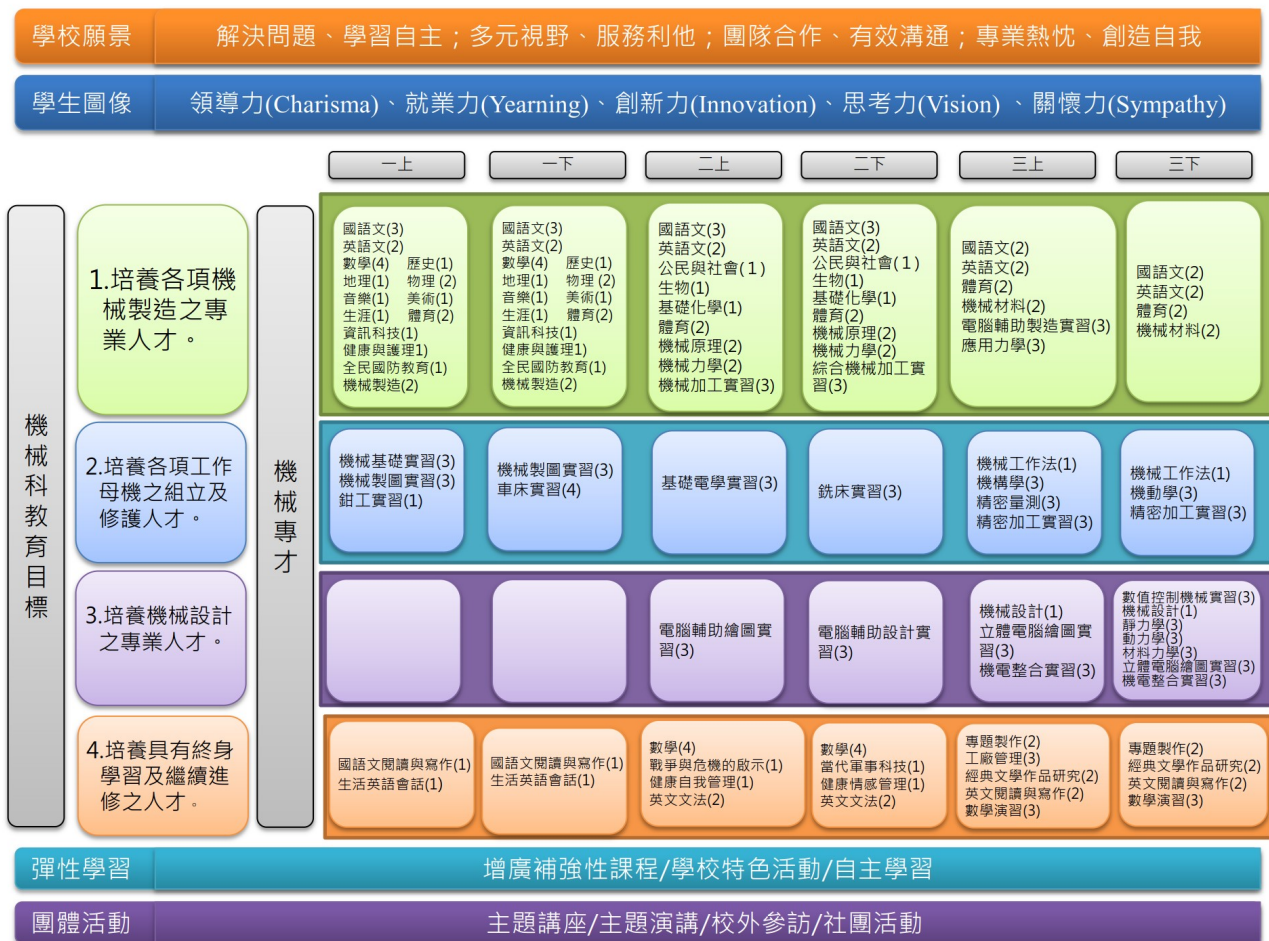 學校願景
解決問題、學習自主；多元視野、服務利他；團隊合作、有效溝通；專業熱忱、創造自我
學生圖像
領導力(Charisma)、就業力(Yearning)、創新力(Innovation)、思考力(Vision)、關懷力(Sympathy)
一上
一下
二上
二下
三上
三下
機械科教育目標
機械專才
1.培養各項機
械製造之專
業人才。
國語文(3)
英語文(2)
數學(4) 歷史(1)
地理(1) 物理(2)
音樂(1) 美術(1)
生涯(1) 體育(2)
資訊科技(1)
健康與護理1)
全民國防教育(1)
機械製造(2)
國語文(3)
英語文(2)
數學(4) 歷史(1)
地理(1) 物理(2)
音樂(1) 美術(1)
生涯(1) 體育(2)
資訊科技(1)
健康與護理1)
全民國防教育(1)
機械製造(2)
國語文(3)
英語文(2)
公民與社會(1)
生物(1)
基礎化學(1)
體育(2)
機械原理(2)
機械力學(2)
機械加工實習(3)
國語文(3)
英語文(2)
公民與社會(1)
生物(1)
基礎化學(1)
體育(2)
機械原理(2)
機械力學(2)
綜合機械加工實
習(3)
國語文(2)
英語文(2)
體育(2)
機械材料(2)
電腦輔助製造實習(3)
應用力學(3)
國語文(2)
英語文(2)
體育(2)
機械材料(2)
2.培養各項工作
母機之組立及
修護人才。
機械基礎實習(3)
機械製圖實習(3)
鉗工實習(1)
機械製圖實習(3)
車床實習(4)
基礎電學實習(3)
銑床實習(3)
機械工作法(1)
機構學(3)
精密量測(3)
精密加工實習(3)
機械工作法(1)
機動學(3)
精密加工實習(3)
3.培養機械設計
之專業人才。
電腦輔助繪圖實
習(3)
電腦輔助設計實
習(3)
機械設計(1)
立體電腦繪圖實
習(3)
機電整合實習(3)
數值控制機械實習(3)
機械設計(1)
靜力學(3)
動力學(3)
材料力學(3)
立體電腦繪圖實習(3)
機電整合實習(3)
4.培養具有終身
學習及繼續進
修之人才。
國語文閱讀與寫作(1)
生活英語會話(1)
國語文閱讀與寫作(1)
生活英語會話(1)
數學(4)
戰爭與危機的啟示(1)
健康自我管理(1)
英文文法(2)
數學(4)
當代軍事科技(1)
健康情感管理(1)
英文文法(2)
專題製作(2)
工廠管理(3)
經典文學作品研究(2)
英文閱讀與寫作(2)
數學演習(3)
專題製作(2)
經典文學作品研究(2)
英文閱讀與寫作(2)
數學演習(3)
彈性學習
增廣補強性課程/學校特色活動/自主學習
團體活動
主題講座/主題演講/校外參訪/社團活動